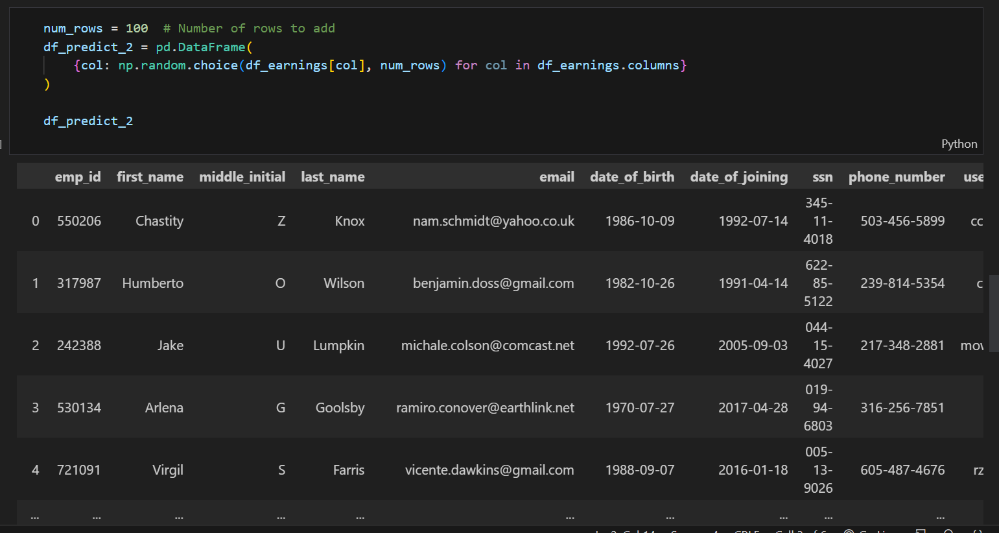 num_rows = 100  # Number of rows to add
df_predict_2 = pd.DataFrame(
    {col: np.random.choice(df_earnings[col], num_rows) for col in df_earnings.columns}
)
df_predict_2
Python
emp_id first_name middle_initial last_name email date_of_birth date_of_joining ssn phone_number use
0 550206 Chastity Z Knox nam.schmidt@yahoo.co.uk 1986-10-09 1992-07-14 345-11-4018 503-456-5899 cc
1 317987 Humberto O Wilson benjamin.doss@gmail.com 1982-10-26 1991-04-14 622-85-5122 239-814-5354 c
2 242388 Jake U Lumpkin michale.colson@comcast.net 1992-07-26 2005-09-03 044-15-4027 217-348-2881 mov
3 530134 Arlena G Goolsby ramiro.conover@earthlink.net 1970-07-27 2017-04-28 019-94-6803 316-256-7851
4 721091 Virgil S Farris vicente.dawkins@gmail.com 1988-09-07 2016-01-18 005-13-9026 605-487-4676 rz
... ... ... ... ... ... ... ... ... ...